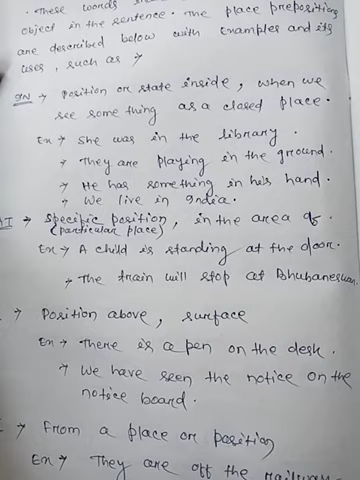 . These words
object in the sentence. The place prepositions
are described below with examples and its
uses, such as →
IN → position or state inside, when we
see something as a closed place.
Ex → She was in the library.
→ They are playing in the ground.
→ He has something in his hand.
→ We live in India.
AT → specific position, in the area of.
(particular place)
Ex → A child is standing at the door.
→ The train will stop at Bhubaneswar.
→ Position above, surface
Ex → There is a pen on the desk.
→ We have seen the notice on the
notice board.
→ From a place or position
Ex → They are off the railway